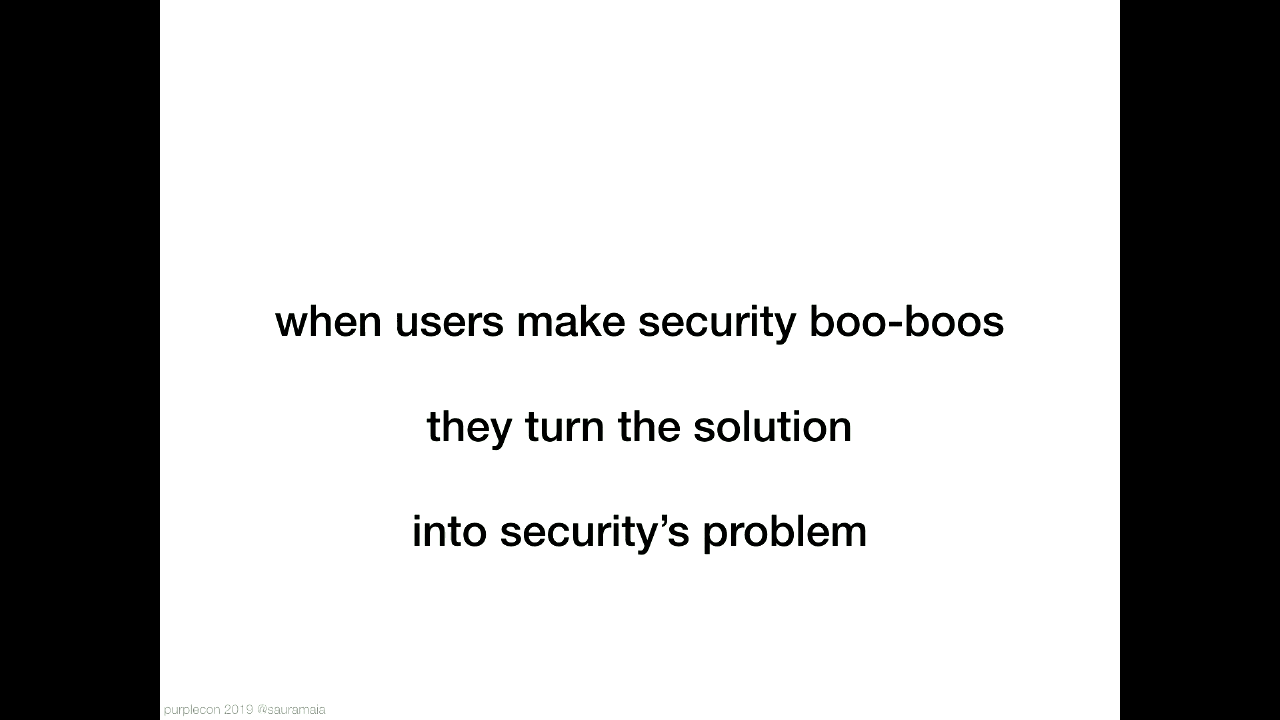 when users make security boo-boos
they turn the solution
into security’s problem
purplecon 2019 @sauramaia